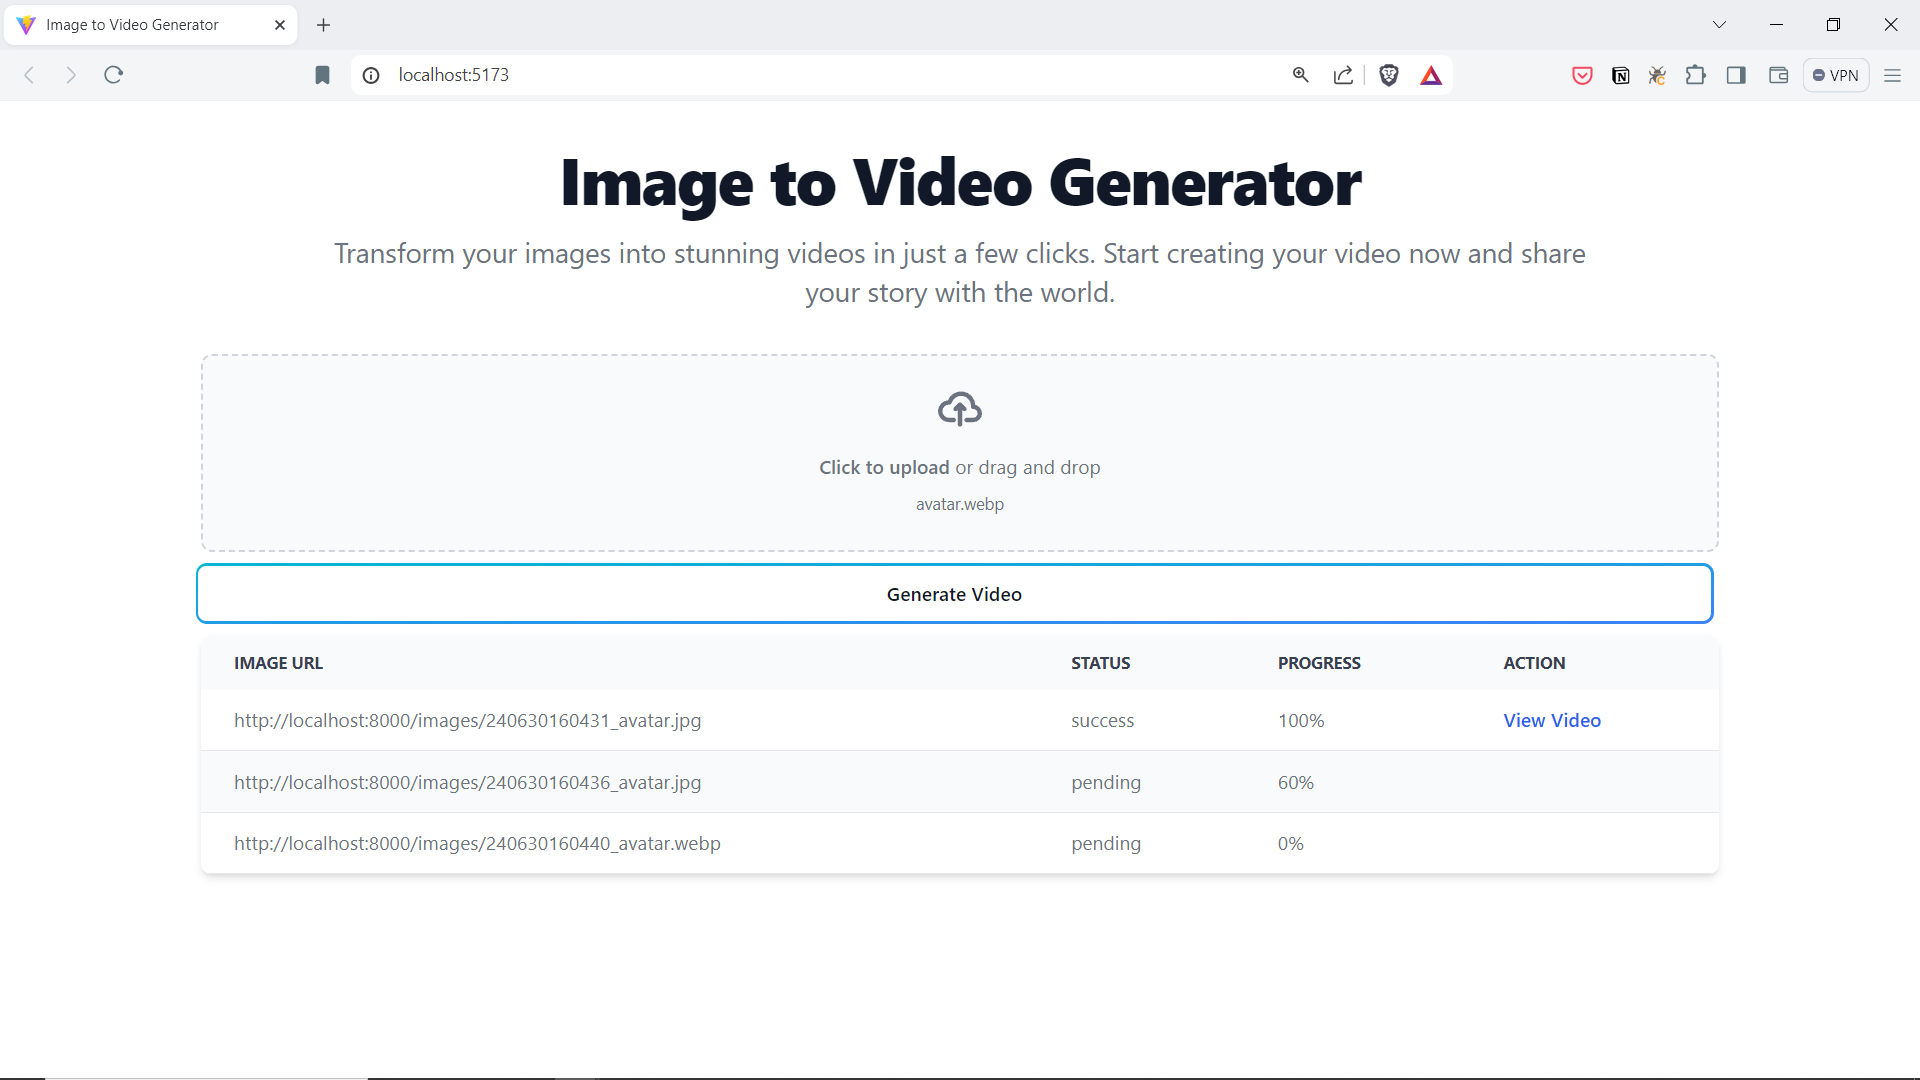 Image to Video Generator
localhost:5173
VPN
Image to Video Generator
Transform your images into stunning videos in just a few clicks. Start creating your video now and share
your story with the world.
Click to upload or drag and drop
avatar.webp
Generate Video
IMAGE URL STATUS PROGRESS ACTION
http://localhost:8000/images/240630160431_avatar.jpg success 100% View Video
http://localhost:8000/images/240630160436_avatar.jpg pending 60%
http://localhost:8000/images/240630160440_avatar.webp pending 0%